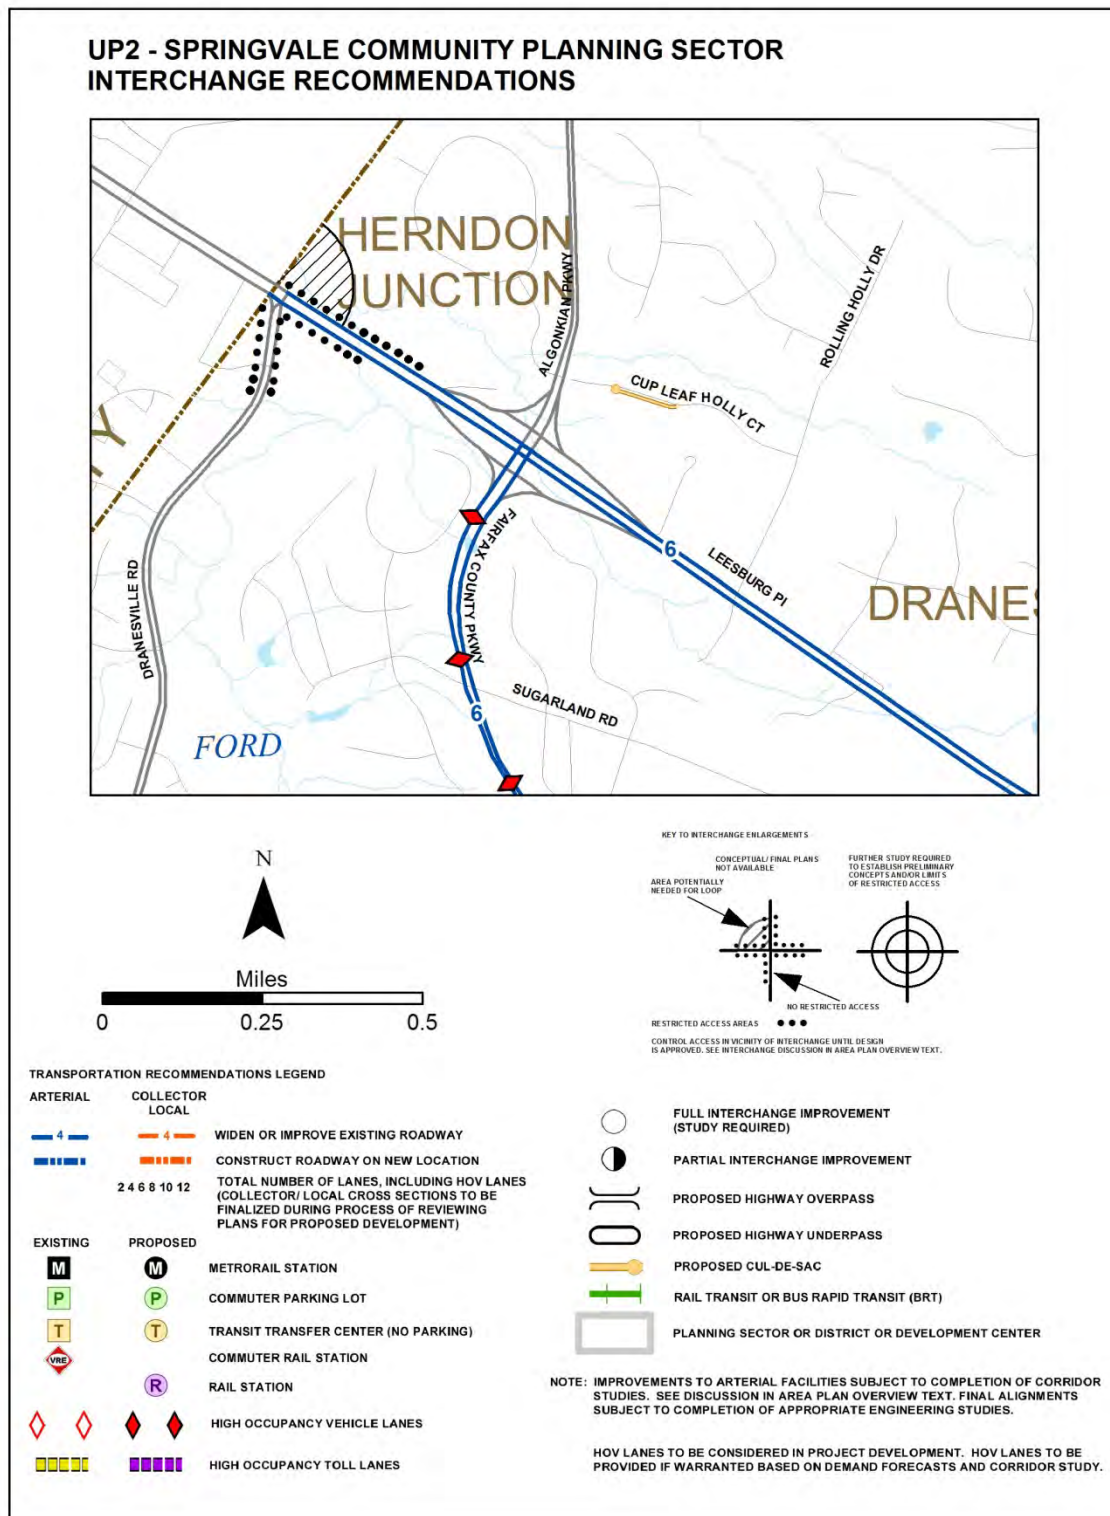 UP2 - SPRINGVALE COMMUNITY PLANNING SECTOR
INTERCHANGE RECOMMENDATIONS
HERNDON
JUNCTION
ALGONKIAN PKWY
ROLLING HOLLY DR
CUP LEAF HOLLY CT
Y
FAIRFAX COUNTY PKWY
6
LEESBURG PI
DRANESVILLE RD
DRANES
SUGARLAND RD
6
FORD
N
Miles
0 0.25 0.5
KEY TO INTERCHANGE ENLARGEMENTS
CONCEPTUAL/ FINAL PLANS
NOT AVAILABLE
FURTHER STUDY REQUIRED
TO ESTABLISH PRELIMINARY
CONCEPTS AND/OR LIMITS
OF RESTRICTED ACCESS
AREA POTENTIALLY
NEEDED FOR LOOP
NO RESTRICTED ACCESS
RESTRICTED ACCESS AREAS
CONTROL ACCESS IN VICINITY OF INTERCHANGE UNTIL DESIGN
IS APPROVED. SEE INTERCHANGE DISCUSSION IN AREA PLAN OVERVIEW TEXT.
TRANSPORTATION RECOMMENDATIONS LEGEND
ARTERIAL COLLECTOR
LOCAL
4 4 WIDEN OR IMPROVE EXISTING ROADWAY
CONSTRUCT ROADWAY ON NEW LOCATION
2 4 6 8 10 12 TOTAL NUMBER OF LANES, INCLUDING HOV LANES
(COLLECTOR/ LOCAL CROSS SECTIONS TO BE
FINALIZED DURING PROCESS OF REVIEWING
PLANS FOR PROPOSED DEVELOPMENT)
EXISTING PROPOSED
M M METRORAIL STATION
P P COMMUTER PARKING LOT
T T TRANSIT TRANSFER CENTER (NO PARKING)
VRE COMMUTER RAIL STATION
R RAIL STATION
HIGH OCCUPANCY VEHICLE LANES
HIGH OCCUPANCY TOLL LANES
FULL INTERCHANGE IMPROVEMENT
(STUDY REQUIRED)
PARTIAL INTERCHANGE IMPROVEMENT
PROPOSED HIGHWAY OVERPASS
PROPOSED HIGHWAY UNDERPASS
PROPOSED CUL-DE-SAC
RAIL TRANSIT OR BUS RAPID TRANSIT (BRT)
PLANNING SECTOR OR DISTRICT OR DEVELOPMENT CENTER
NOTE: IMPROVEMENTS TO ARTERIAL FACILITIES SUBJECT TO COMPLETION OF CORRIDOR
STUDIES. SEE DISCUSSION IN AREA PLAN OVERVIEW TEXT. FINAL ALIGNMENTS
SUBJECT TO COMPLETION OF APPROPRIATE ENGINEERING STUDIES.
HOV LANES TO BE CONSIDERED IN PROJECT DEVELOPMENT. HOV LANES TO BE
PROVIDED IF WARRANTED BASED ON DEMAND FORECASTS AND CORRIDOR STUDY.